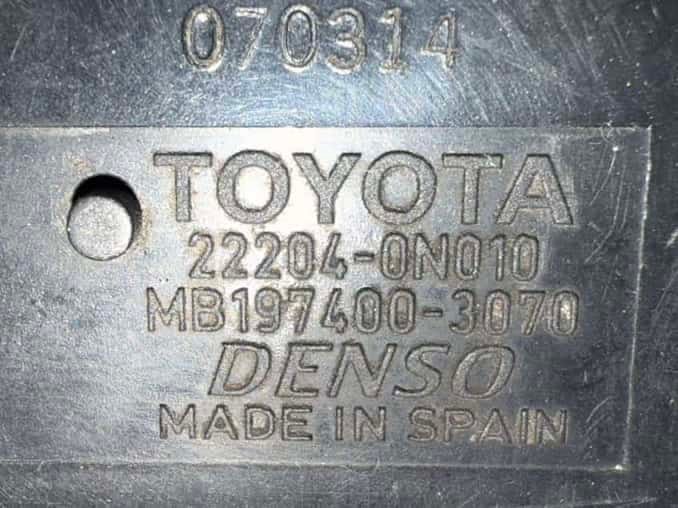 070314
TOYOTA
22204-0N010
MB197400-3070
DENSO
MADE IN SPAIN